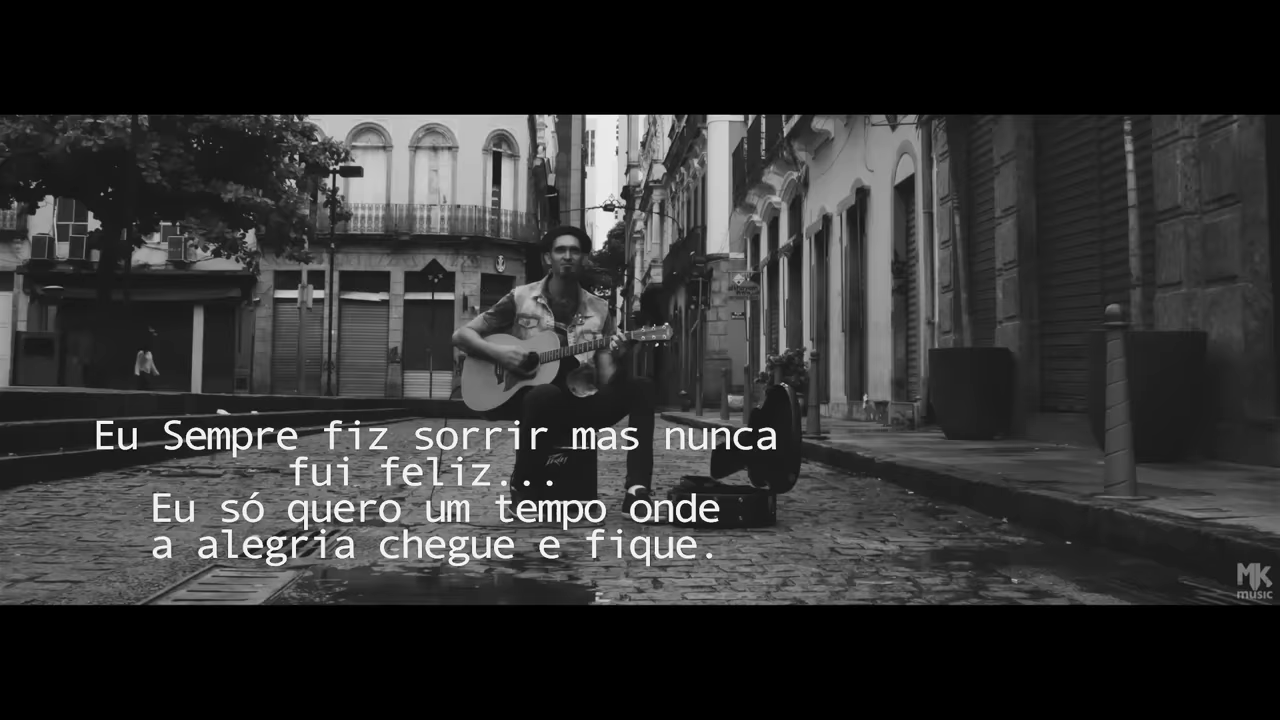 Eu Sempre fiz sorrir mas nunca
fui feliz...
Eu só quero um tempo onde
a alegria chegue e fique.
MK
music